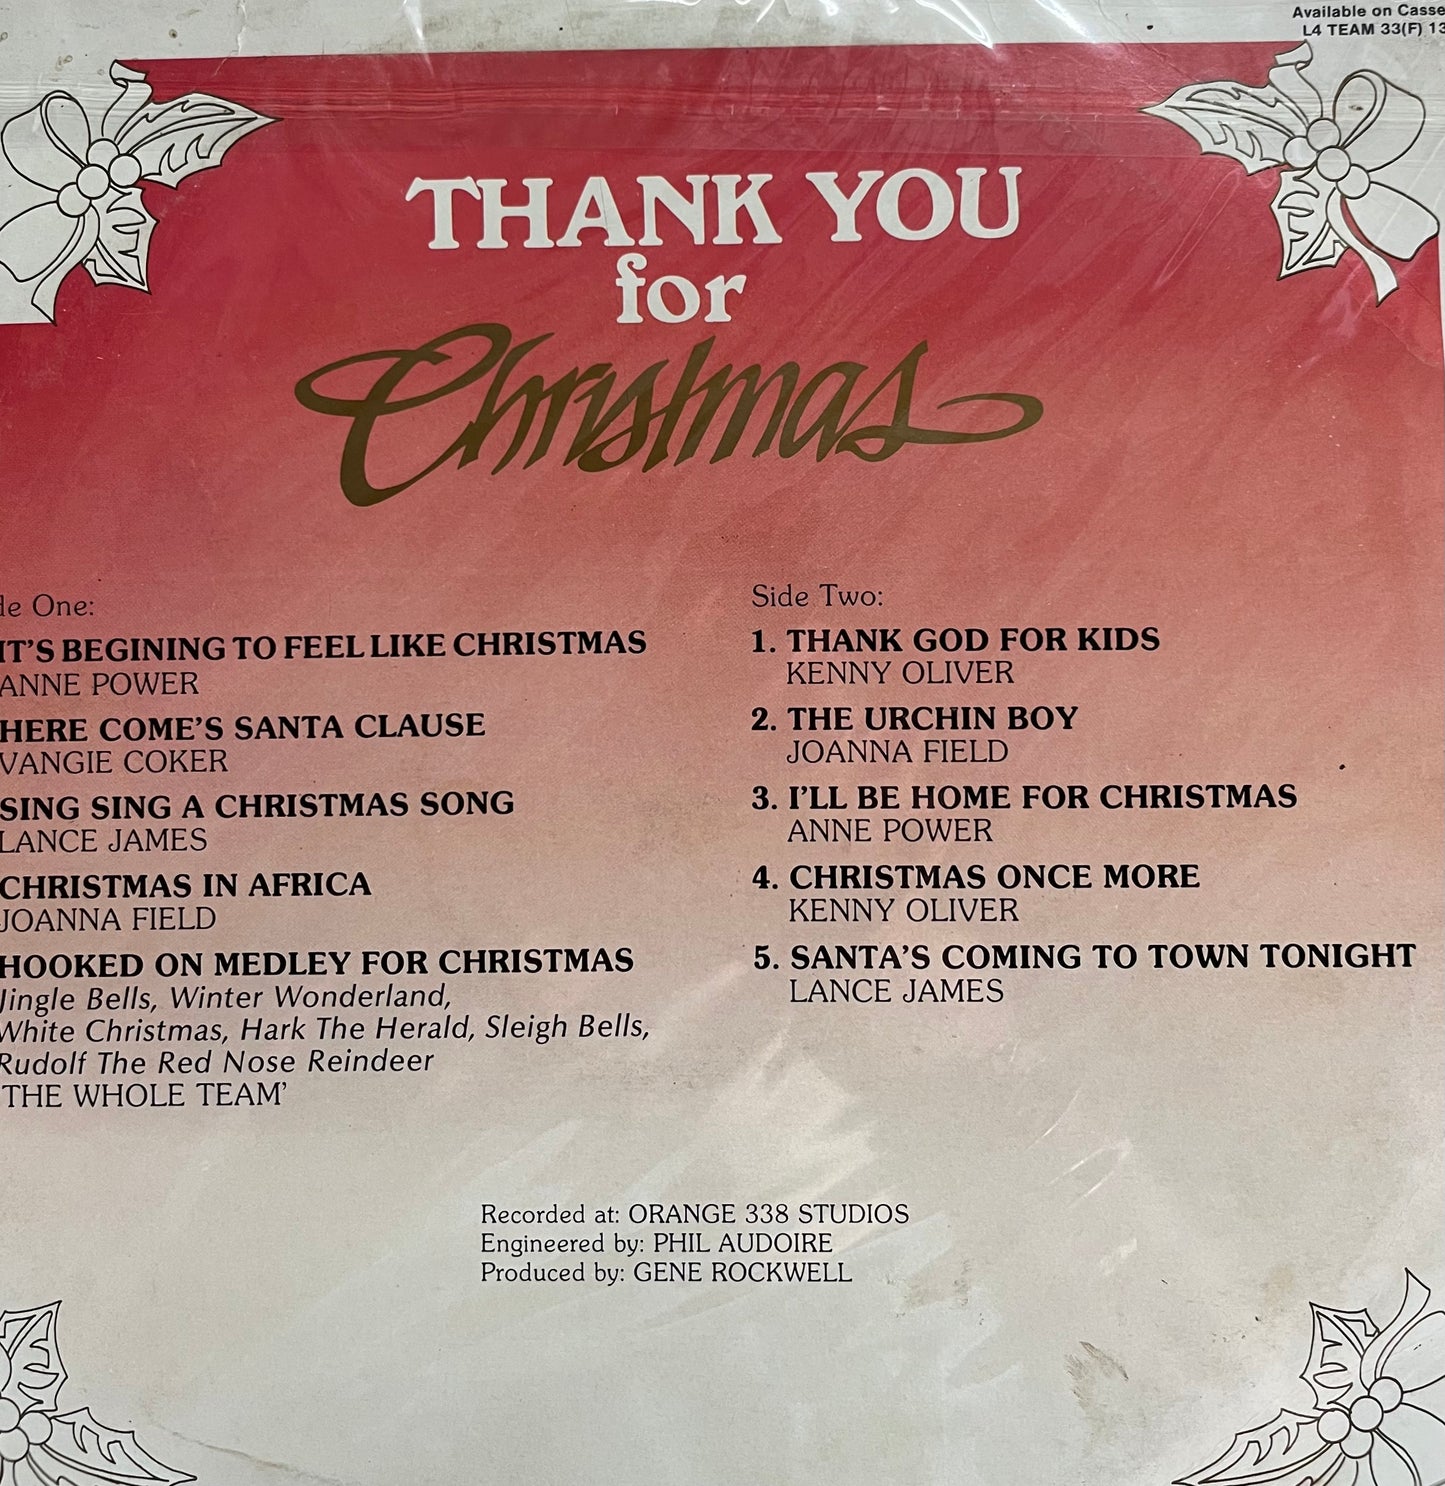 Available on Casse
L4 TEAM 33(F) 13
THANK YOU
for
Christmas
de One:
IT'S BEGINING TO FEEL LIKE CHRISTMAS
ANNE POWER
HERE COME'S SANTA CLAUSE
VANGIE COKER
SING SING A CHRISTMAS SONG
LANCE JAMES
CHRISTMAS IN AFRICA
JOANNA FIELD
HOOKED ON MEDLEY FOR CHRISTMAS
Jingle Bells, Winter Wonderland,
White Christmas, Hark The Herald, Sleigh Bells,
Rudolf The Red Nose Reindeer
THE WHOLE TEAM'
Side Two:
1. THANK GOD FOR KIDS
KENNY OLIVER
2. THE URCHIN BOY
JOANNA FIELD
3. I'LL BE HOME FOR CHRISTMAS
ANNE POWER
4. CHRISTMAS ONCE MORE
KENNY OLIVER
5. SANTA'S COMING TO TOWN TONIGHT
LANCE JAMES
Recorded at: ORANGE 338 STUDIOS
Engineered by: PHIL AUDOIRE
Produced by: GENE ROCKWELL